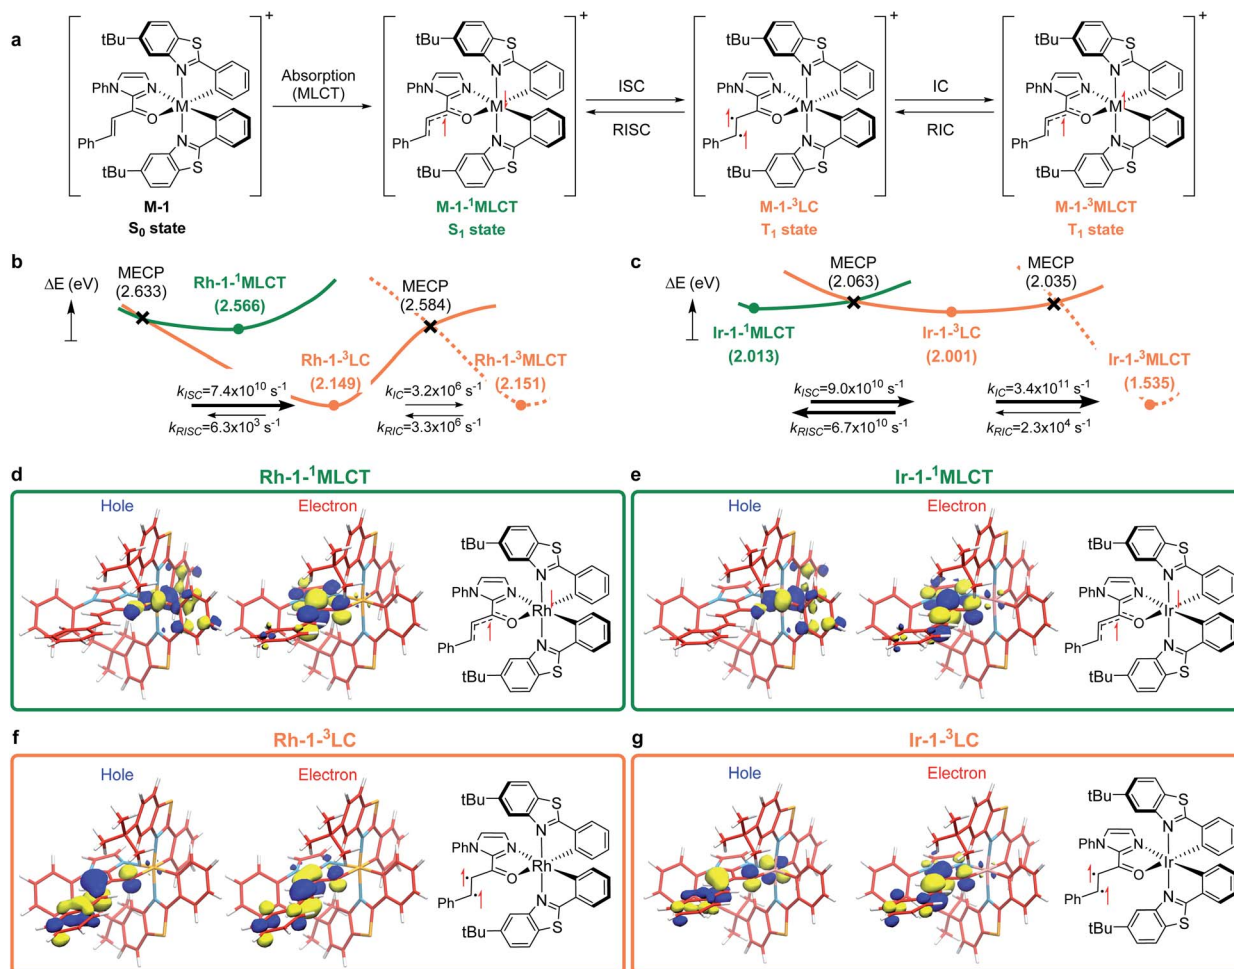 a
tBu
S
N
PhN
N
M
O
Ph
N
S
tBu
+
M-1
S₀ state
Absorption
(MLCT)
tBu
S
N
PhN
N
M
O
Ph
N
S
tBu
+
M-1-¹MLCT
S₁ state
ISC
RISC
tBu
S
N
PhN
N
M
O
Ph
N
S
tBu
+
M-1-³LC
T₁ state
IC
RIC
tBu
S
N
PhN
N
M
O
Ph
N
S
tBu
+
M-1-³MLCT
T₁ state
b
ΔE (eV)
MECP
(2.633)
Rh-1-¹MLCT
(2.566)
MECP
(2.584)
Rh-1-³LC
(2.149)
Rh-1-³MLCT
(2.151)
kISC=7.4x10¹⁰ s⁻¹
kRISC=6.3x10³ s⁻¹
kIC=3.2x10⁶ s⁻¹
kRIC=3.3x10⁶ s⁻¹
c
ΔE (eV)
MECP
(2.063)
MECP
(2.035)
Ir-1-¹MLCT
(2.013)
Ir-1-³LC
(2.001)
Ir-1-³MLCT
(1.535)
kISC=9.0x10¹⁰ s⁻¹
kRISC=6.7x10¹⁰ s⁻¹
kIC=3.4x10¹¹ s⁻¹
kRIC=2.3x10⁴ s⁻¹
d
Rh-1-¹MLCT
Hole
Electron
tBu
S
N
PhN
N
Rh
O
Ph
N
S
tBu
e
Ir-1-¹MLCT
Hole
Electron
tBu
S
N
PhN
N
Ir
O
Ph
N
S
tBu
f
Rh-1-³LC
Hole
Electron
tBu
S
N
PhN
N
Rh
O
Ph
N
S
tBu
g
Ir-1-³LC
Hole
Electron
tBu
S
N
PhN
N
Ir
O
Ph
N
S
tBu